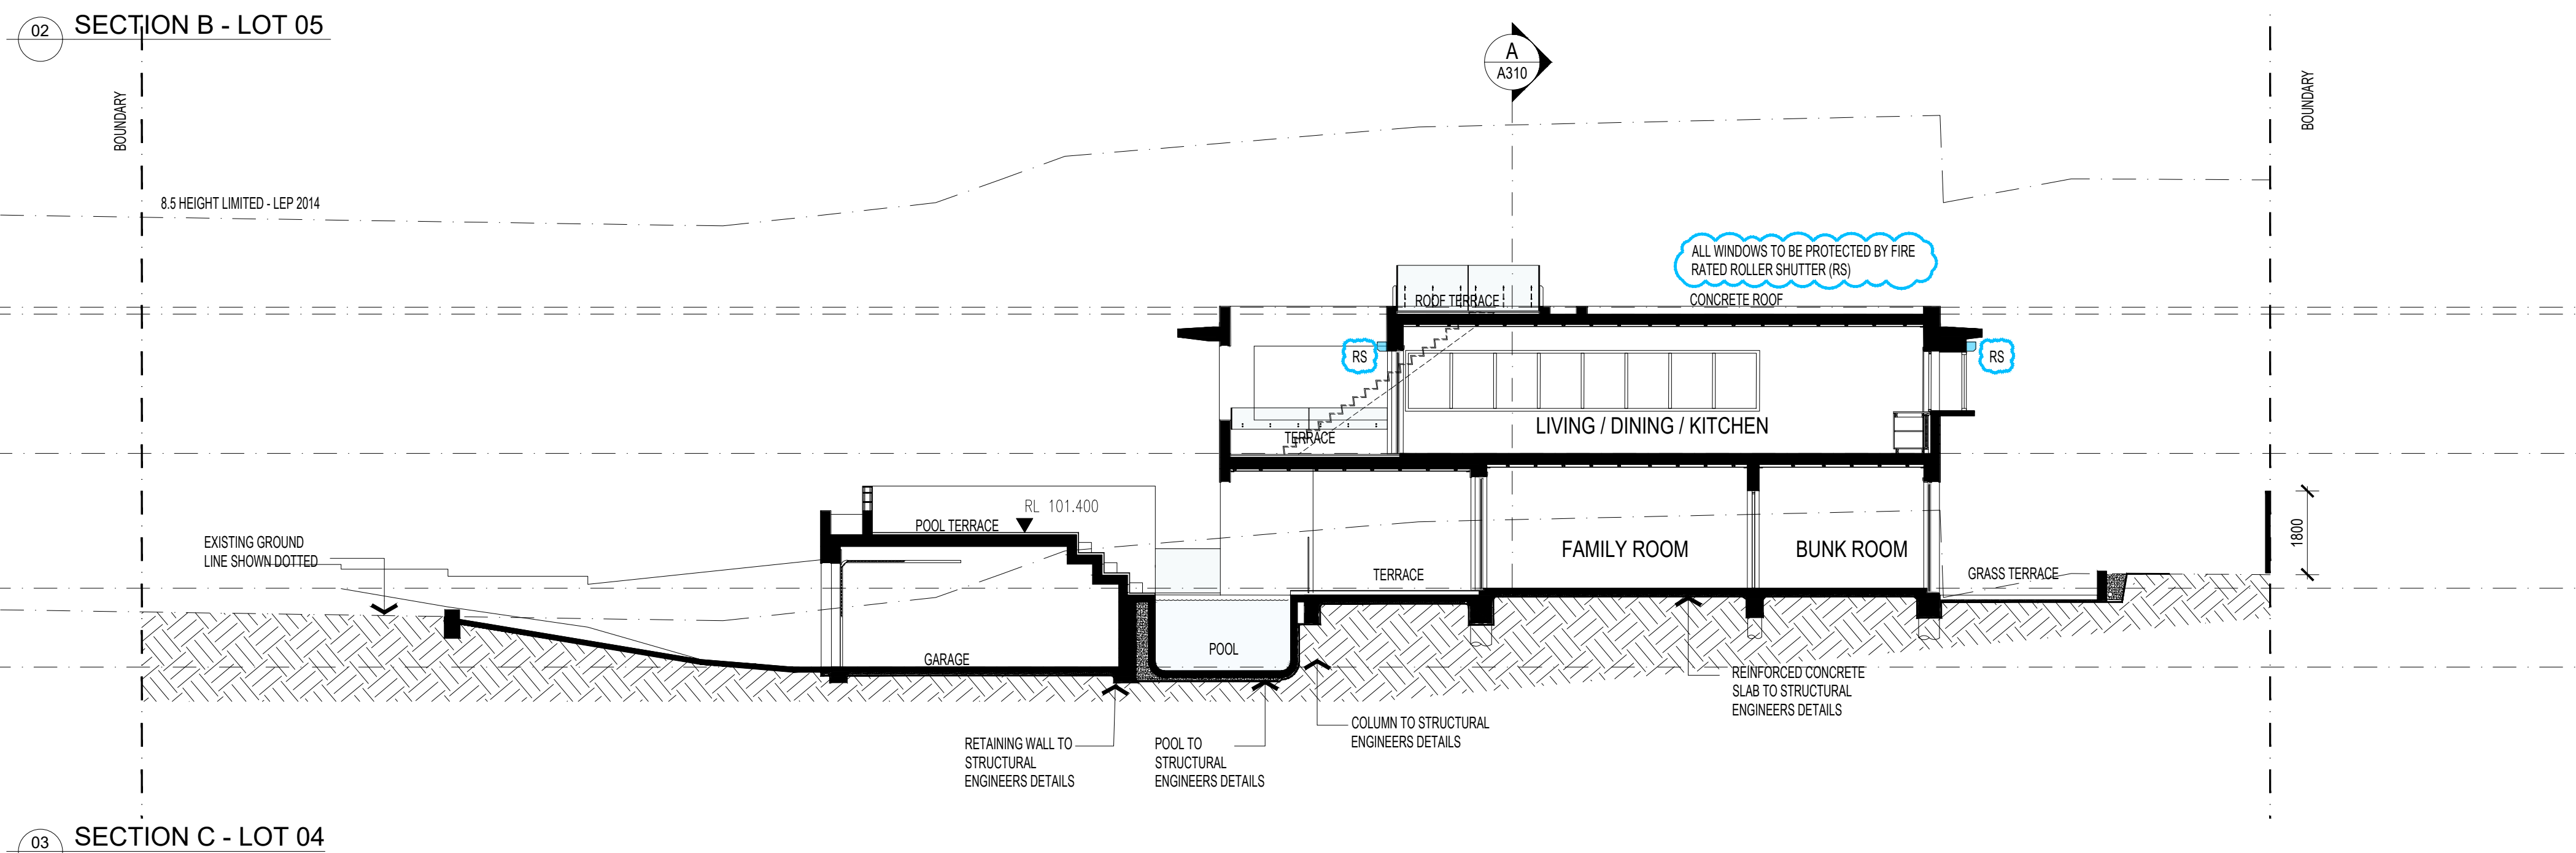 02
SECTION B - LOT 05
A
A310
BOUNDARY
BOUNDARY
8.5 HEIGHT LIMITED - LEP 2014
ALL WINDOWS TO BE PROTECTED BY FIRE
RATED ROLLER SHUTTER (RS)
ROOF TERRACE
CONCRETE ROOF
RS
RS
LIVING / DINING / KITCHEN
TERRACE
RL 101.400
POOL TERRACE
EXISTING GROUND
LINE SHOWN DOTTED
FAMILY ROOM
BUNK ROOM
1800
TERRACE
GRASS TERRACE
GARAGE
POOL
REINFORCED CONCRETE
SLAB TO STRUCTURAL
ENGINEERS DETAILS
RETAINING WALL TO
STRUCTURAL
ENGINEERS DETAILS
POOL TO
STRUCTURAL
ENGINEERS DETAILS
COLUMN TO STRUCTURAL
ENGINEERS DETAILS
03
SECTION C - LOT 04